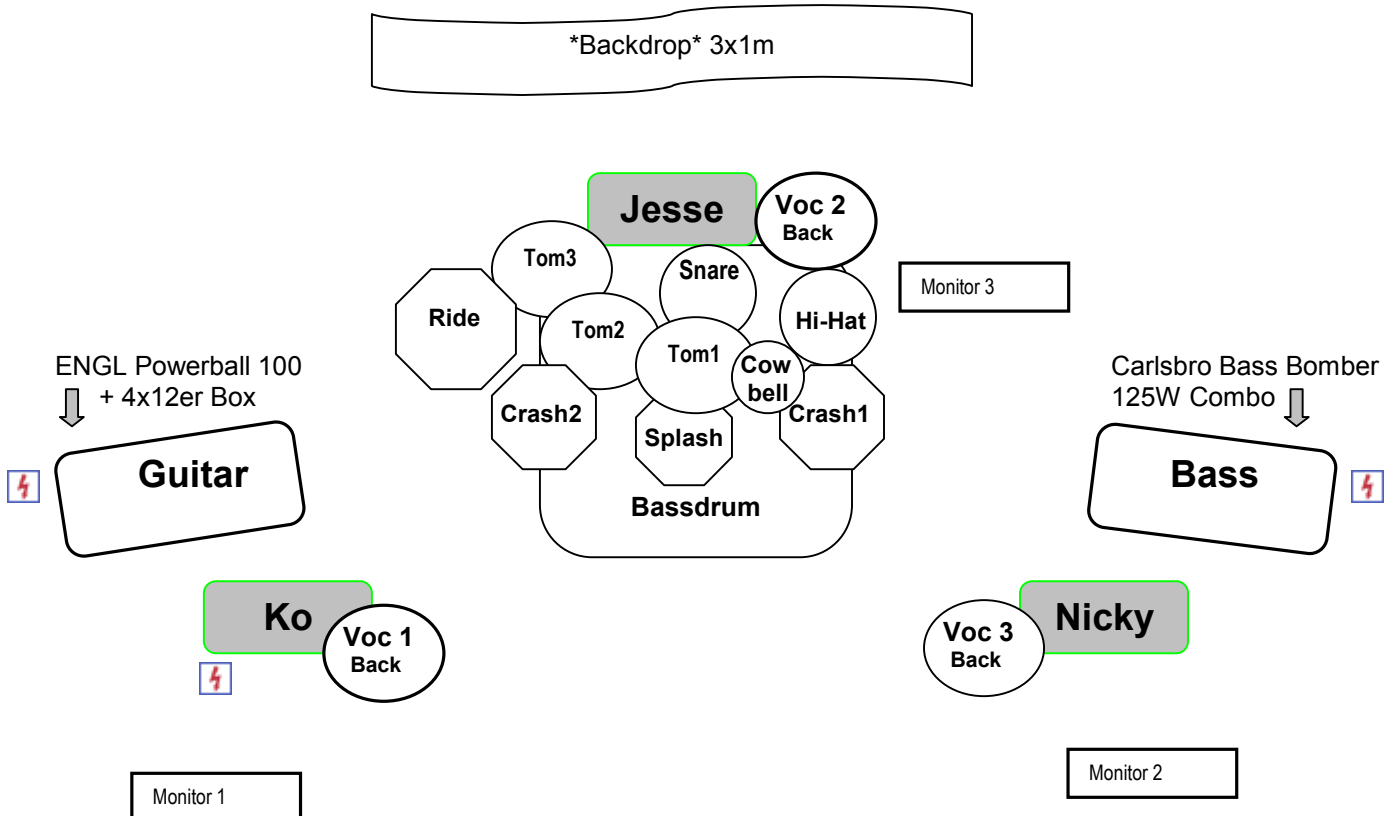 *Backdrop* 3x1m
Jesse
Voc 2
Back
Tom3
Snare
Monitor 3
Ride
Tom2
Hi-Hat
Tom1
Cow
bell
ENGL Powerball 100
+ 4x12er Box
Carlsbro Bass Bomber
125W Combo
Crash2
Splash
Crash1
Guitar
Bass
Bassdrum
Ko
Voc 1
Back
Voc 3
Back
Nicky
Monitor 1
Monitor 2